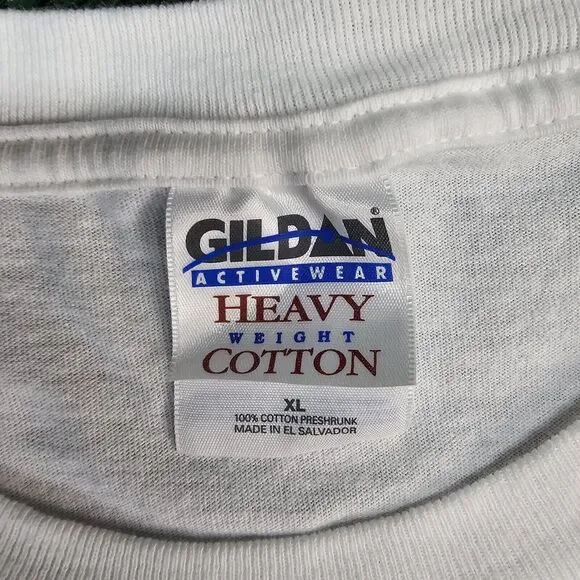 GILDAN®
ACTIVEWEAR
HEAVY
WEIGHT
COTTON
XL
100% COTTON PRESHRUNK
MADE IN EL SALVADOR